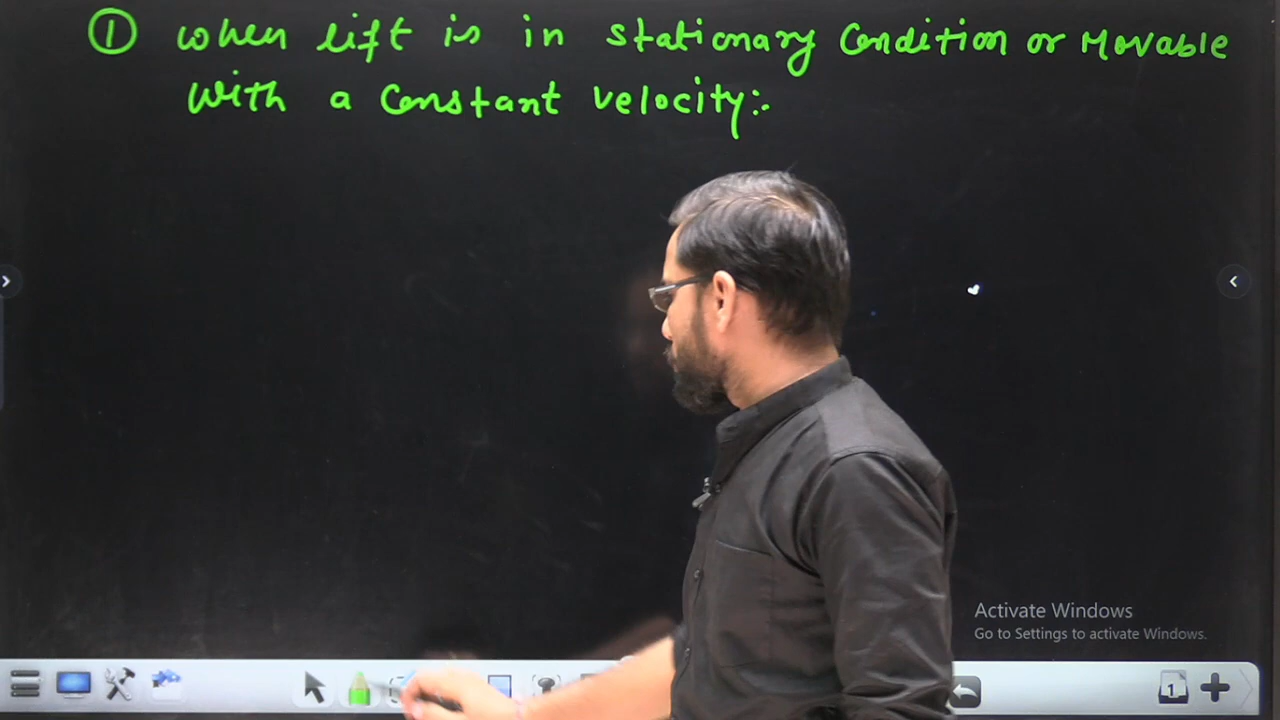 ① when lift is in stationary Condition or Movable
with a Constant velocity:-
Activate Windows
Go to Settings to activate Windows.
1